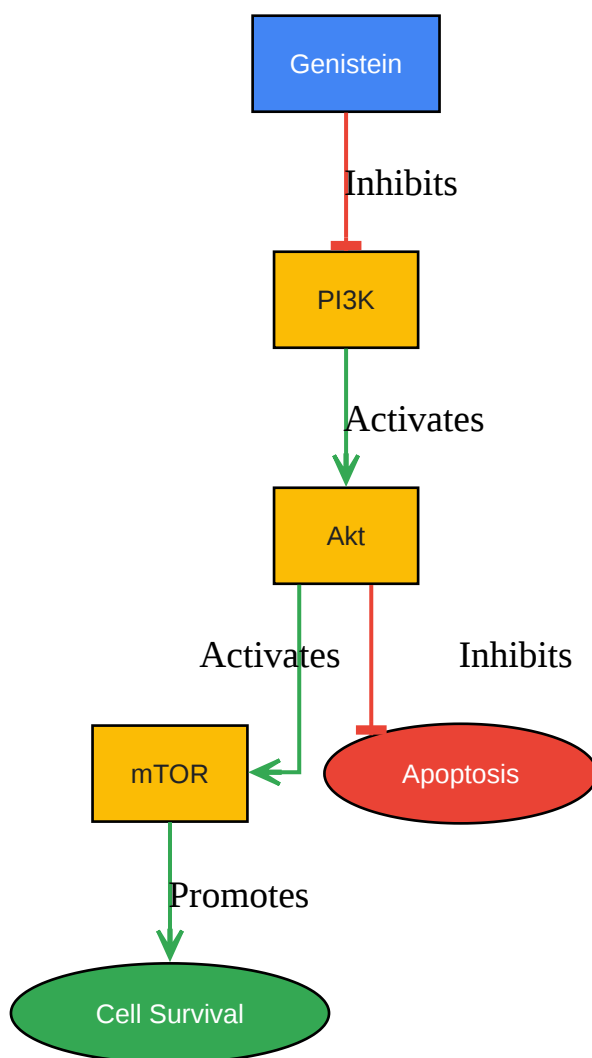 Genistein
Inhibits
PI3K
Activates
Akt
Activates
Inhibits
mTOR
Apoptosis
Promotes
Cell Survival